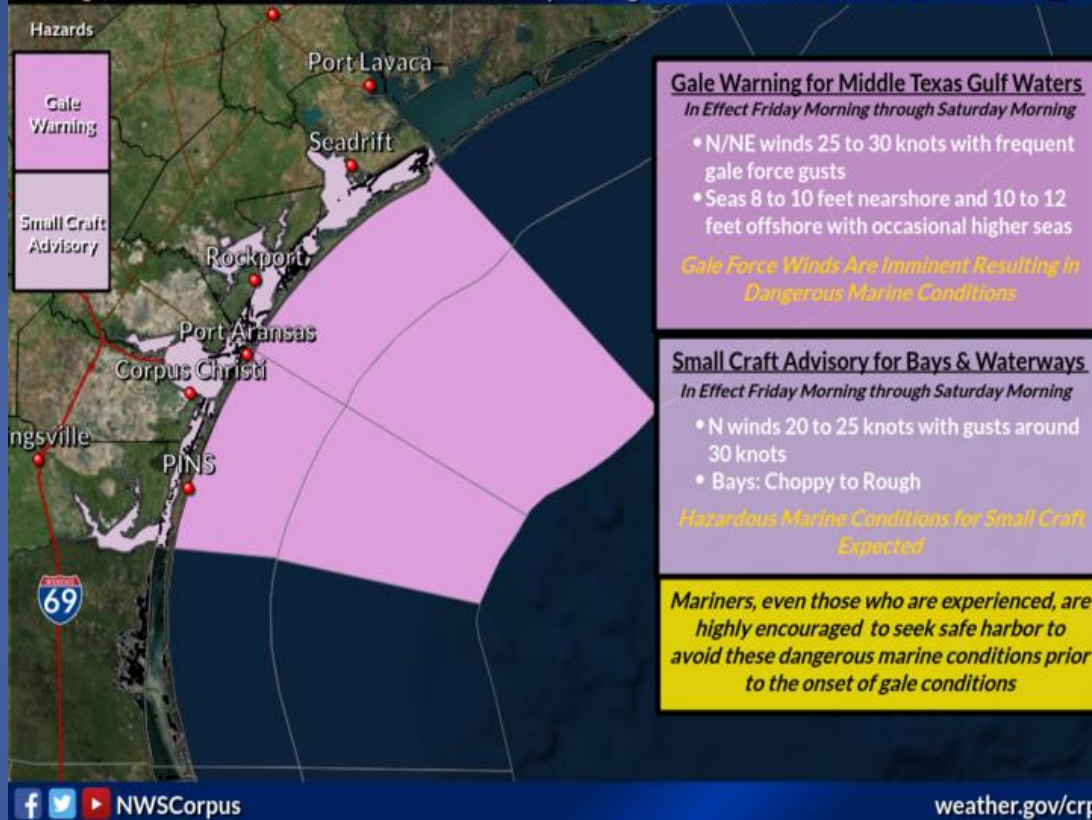 Hazards
Gale
Warning
Small Craft
Advisory
Port Lavaca
Seadrift
Rockport
Port Aransas
Corpus Christi
ngsville
PINS
69
Gale Warning for Middle Texas Gulf Waters
In Effect Friday Morning through Saturday Morning
• N/NE winds 25 to 30 knots with frequent
gale force gusts
• Seas 8 to 10 feet nearshore and 10 to 12
feet offshore with occasional higher seas
Gale Force Winds Are Imminent Resulting in
Dangerous Marine Conditions
Small Craft Advisory for Bays & Waterways
In Effect Friday Morning through Saturday Morning
• N winds 20 to 25 knots with gusts around
30 knots
• Bays: Choppy to Rough
Hazardous Marine Conditions for Small Craft
Expected
Mariners, even those who are experienced, are
highly encouraged to seek safe harbor to
avoid these dangerous marine conditions prior
to the onset of gale conditions
NWSCorpus
weather.gov/crp